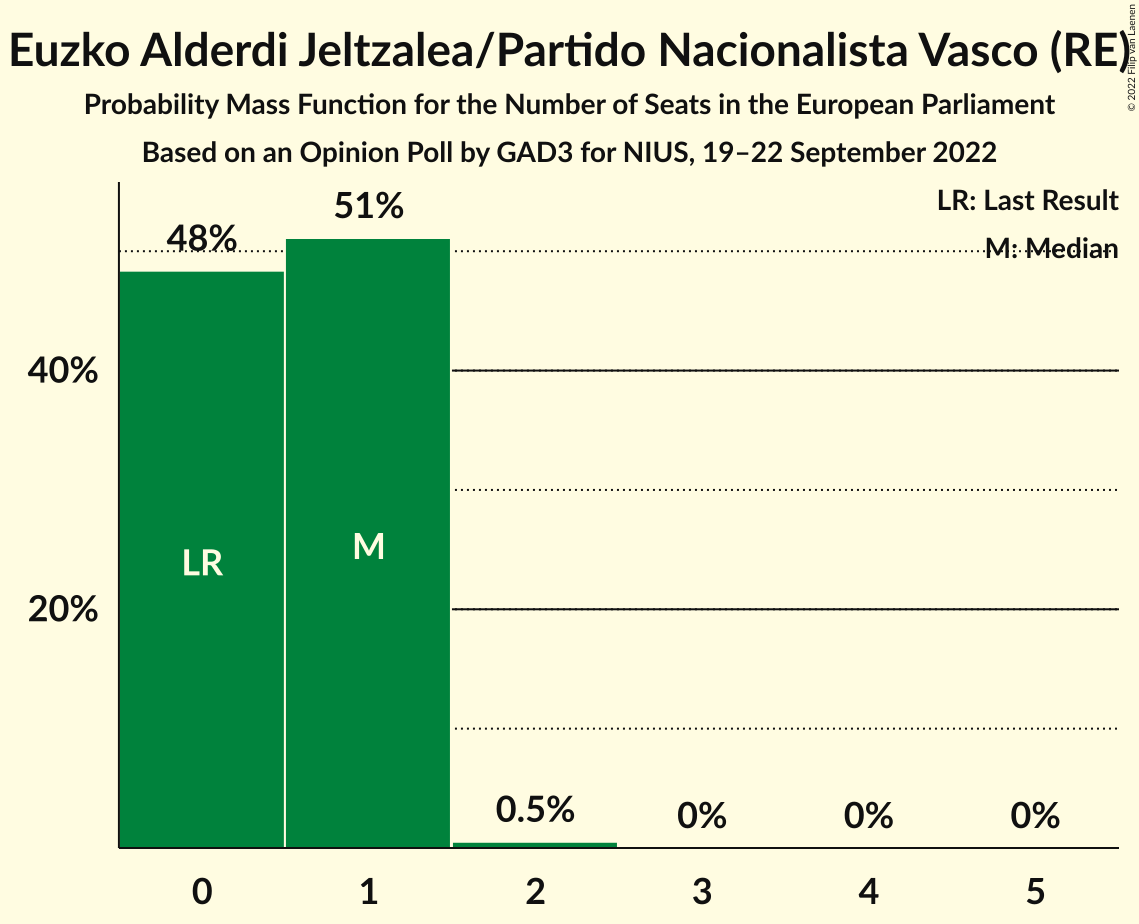 Euzko Alderdi Jeltzalea/Partido Nacionalista Vasco (RE)
© 2022 Filip van Laenen
Probability Mass Function for the Number of Seats in the European Parliament
Based on an Opinion Poll by GAD3 for NIUS, 19–22 September 2022
LR: Last Result
M: Median
48%
51%
40%
20%
LR
M
0.5%
0%
0%
0%
0
1
2
3
4
5